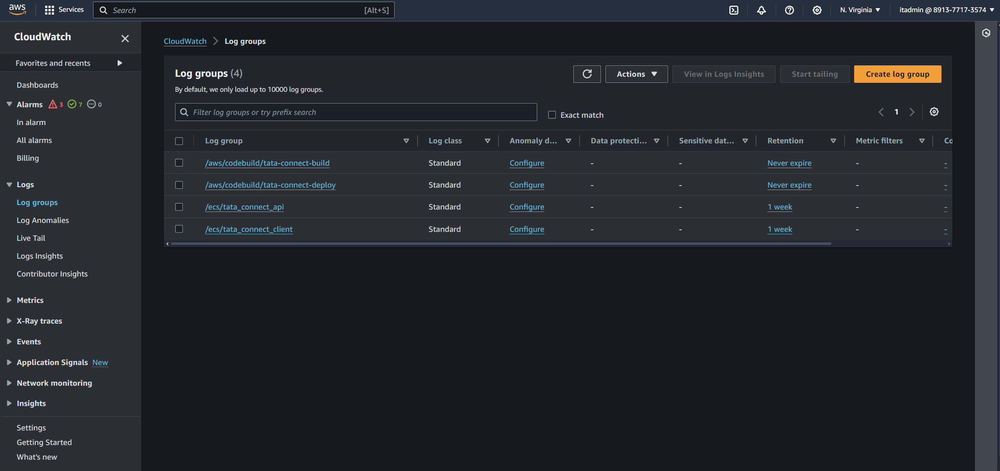 aws
Services
Search
[Alt+S]
N. Virginia
itadmin @ 8913-7717-3574
CloudWatch
Favorites and recents
Dashboards
Alarms 3 7 0
In alarm
All alarms
Billing
Logs
Log groups
Log Anomalies
Live Tail
Logs Insights
Contributor Insights
Metrics
X-Ray traces
Events
Application Signals New
Network monitoring
Insights
Settings
Getting Started
What's new
CloudWatch > Log groups
Log groups (4)
By default, we only load up to 10000 log groups.
Actions
View in Logs Insights
Start tailing
Create log group
Filter log groups or try prefix search
Exact match
1
Log group Log class Anomaly d... Data protecti... Sensitive dat... Retention Metric filters Co
/aws/codebuild/tata-connect-build Standard Configure - - Never expire - -
/aws/codebuild/tata-connect-deploy Standard Configure - - Never expire - -
/ecs/tata_connect_api Standard Configure - - 1 week - -
/ecs/tata_connect_client Standard Configure - - 1 week - -